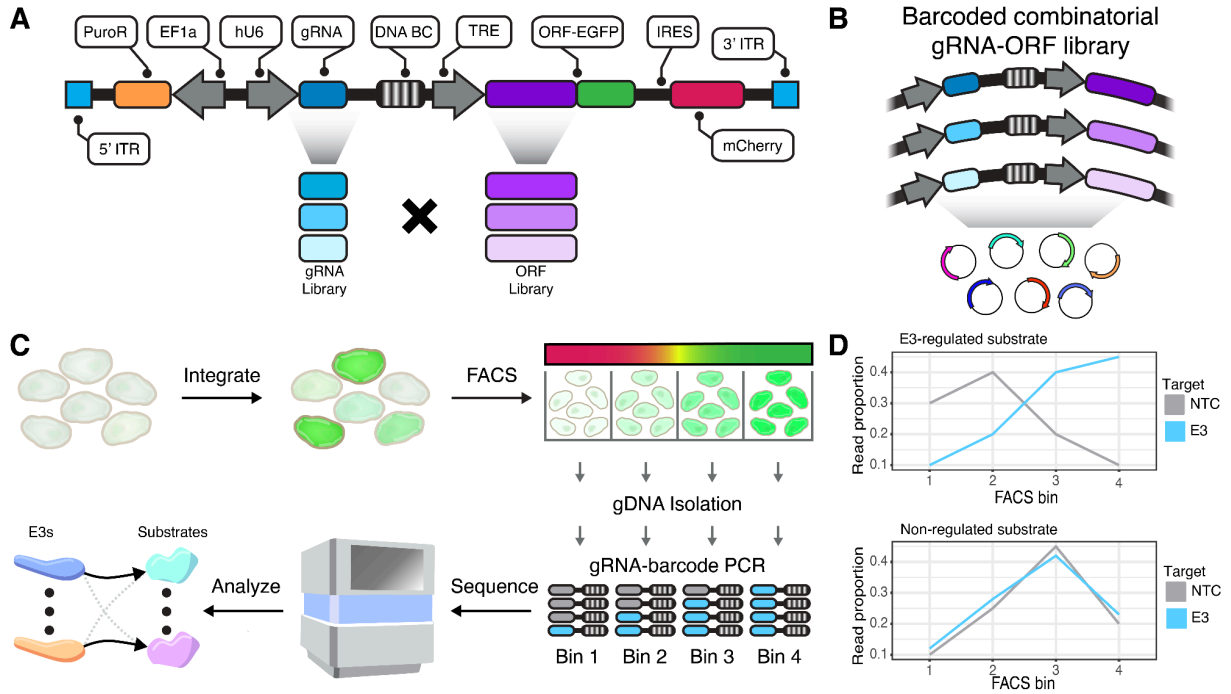 A
PuroR
EF1a
hU6
gRNA
DNA BC
TRE
ORF-EGFP
IRES
3' ITR
5' ITR
mCherry
gRNA
Library
ORF
Library
B
Barcoded combinatorial
gRNA-ORF library
C
Integrate
FACS
gDNA Isolation
gRNA-barcode PCR
Bin 1
Bin 2
Bin 3
Bin 4
Sequence
Analyze
E3s
Substrates
D
E3-regulated substrate
Read proportion
0.4
0.3
0.2
0.1
1
2
3
4
FACS bin
Target
NTC
E3
Non-regulated substrate
Read proportion
0.4
0.3
0.2
0.1
1
2
3
4
FACS bin
Target
NTC
E3